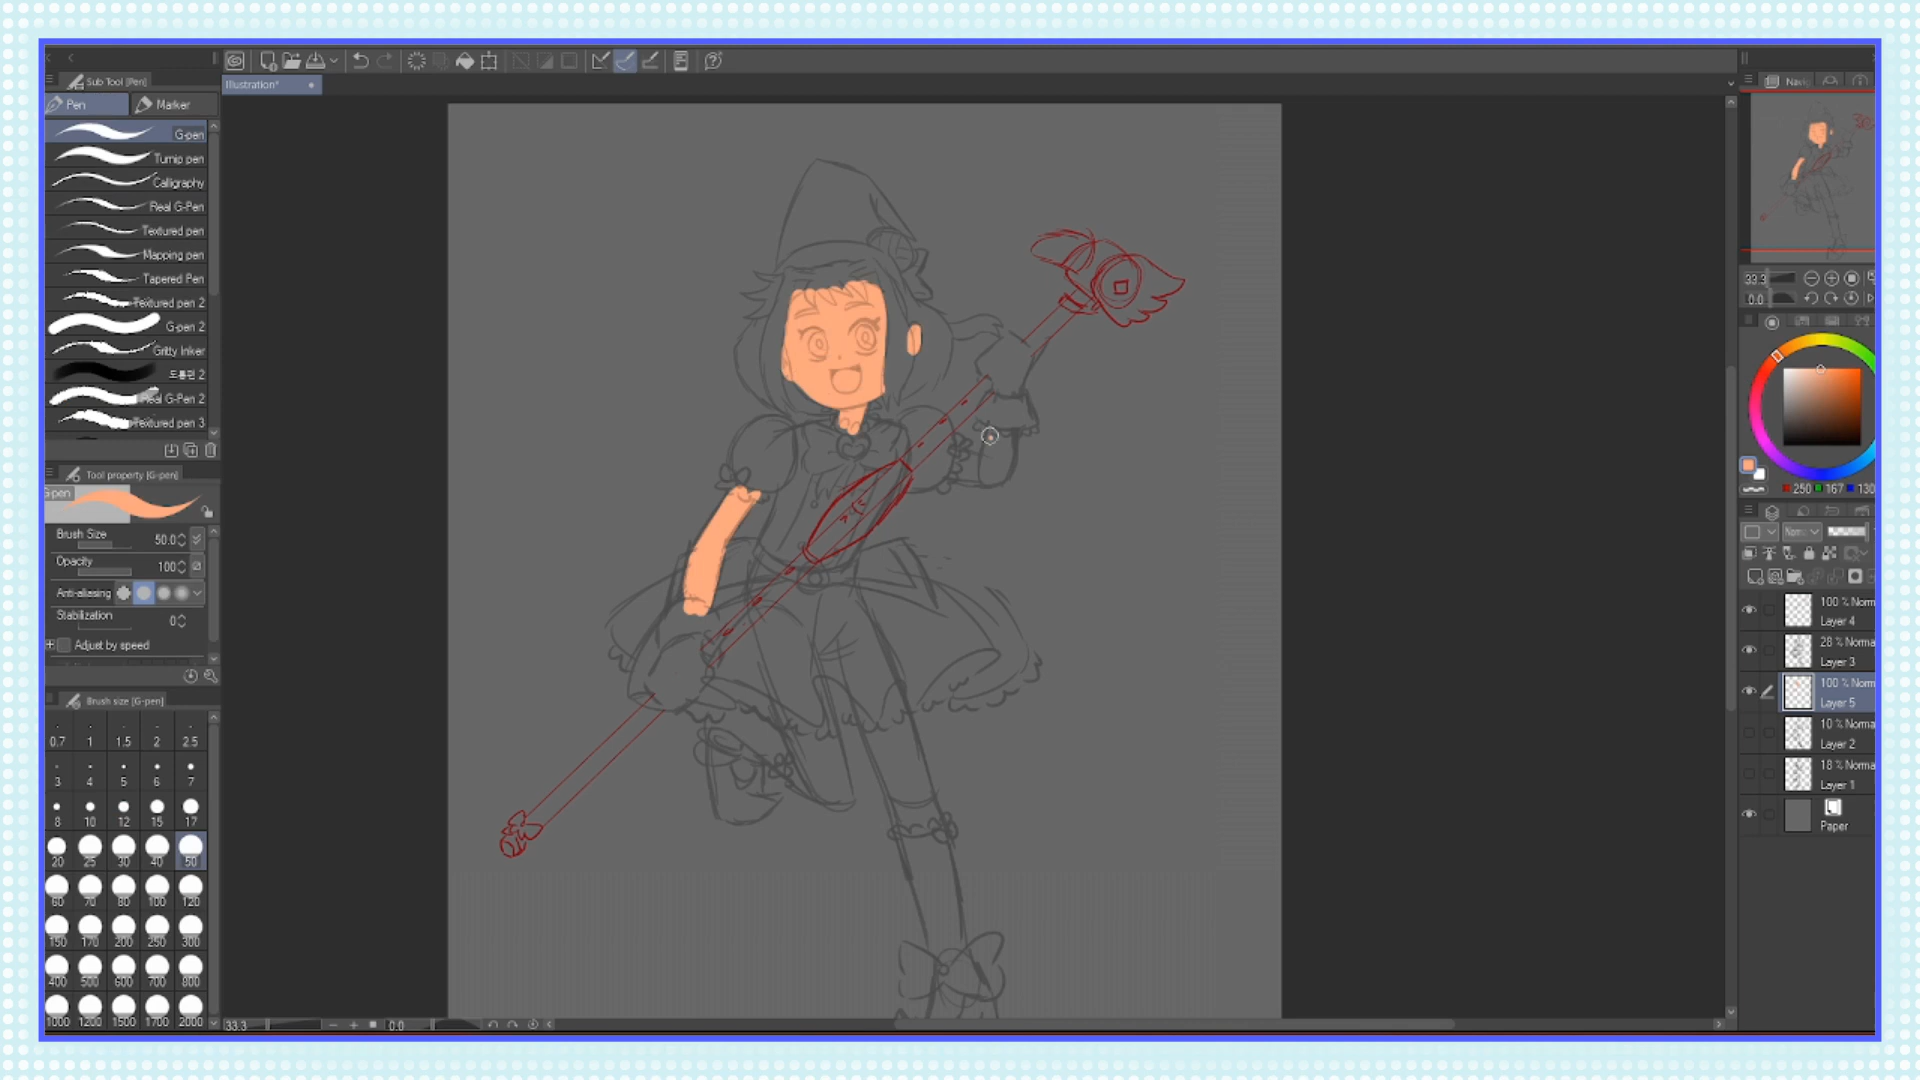 Sub Tool [Pen]
Pen
Marker
G-pen
Turnip pen
Calligraphy
Real G-Pen
Textured pen
Mapping pen
Tapered Pen
Textured pen 2
G-pen 2
Gritty Inker
드롭펜 2
Real G-Pen 2
Textured pen 3
Tool property [G-pen]
G-pen
Brush Size 50.0
Opacity 100
Anti-aliasing
Stabilization 0
Adjust by speed
Brush size [G-pen]
0.7 1 1.5 2 2.5
3 4 5 6 7
8 10 12 15 17
20 25 30 40 50
60 70 80 100 120
150 170 200 250 300
400 500 600 700 800
1000 1200 1500 1700 2000
Illustration*
33.3 0.0
Navi
33.3
0.0
250 167 130
Norm
100 % Norm
Layer 4
28 % Norma
Layer 3
100 % Norm
Layer 5
10 % Norma
Layer 2
18 % Norma
Layer 1
Paper